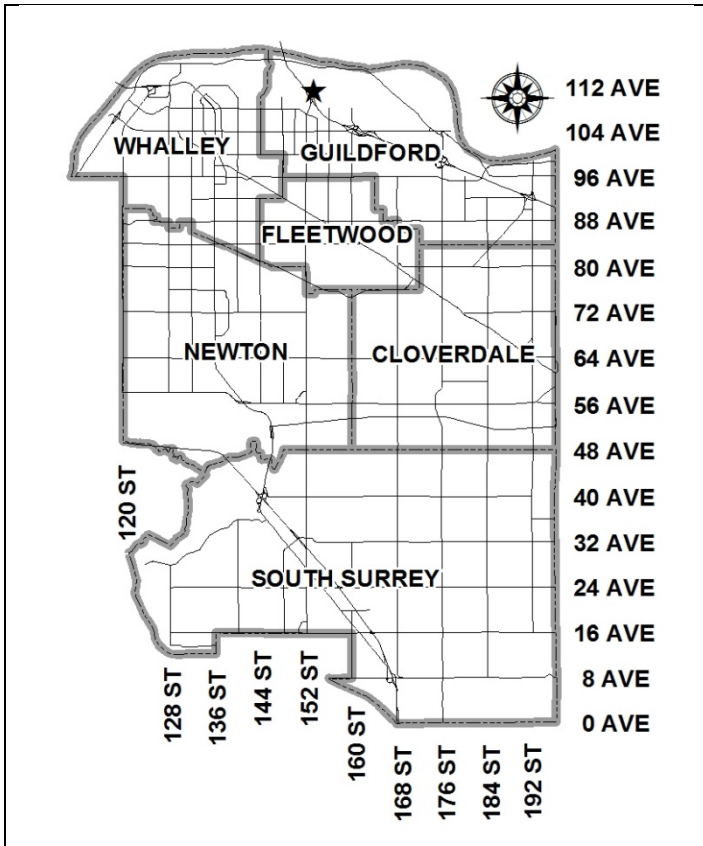 112 AVE
104 AVE
WHALLEY
GUILDFORD
96 AVE
88 AVE
FLEETWOOD
80 AVE
72 AVE
NEWTON
CLOVERDALE
64 AVE
56 AVE
48 AVE
120 ST
40 AVE
32 AVE
SOUTH SURREY
24 AVE
16 AVE
8 AVE
0 AVE
128 ST
136 ST
144 ST
152 ST
160 ST
168 ST
176 ST
184 ST
192 ST